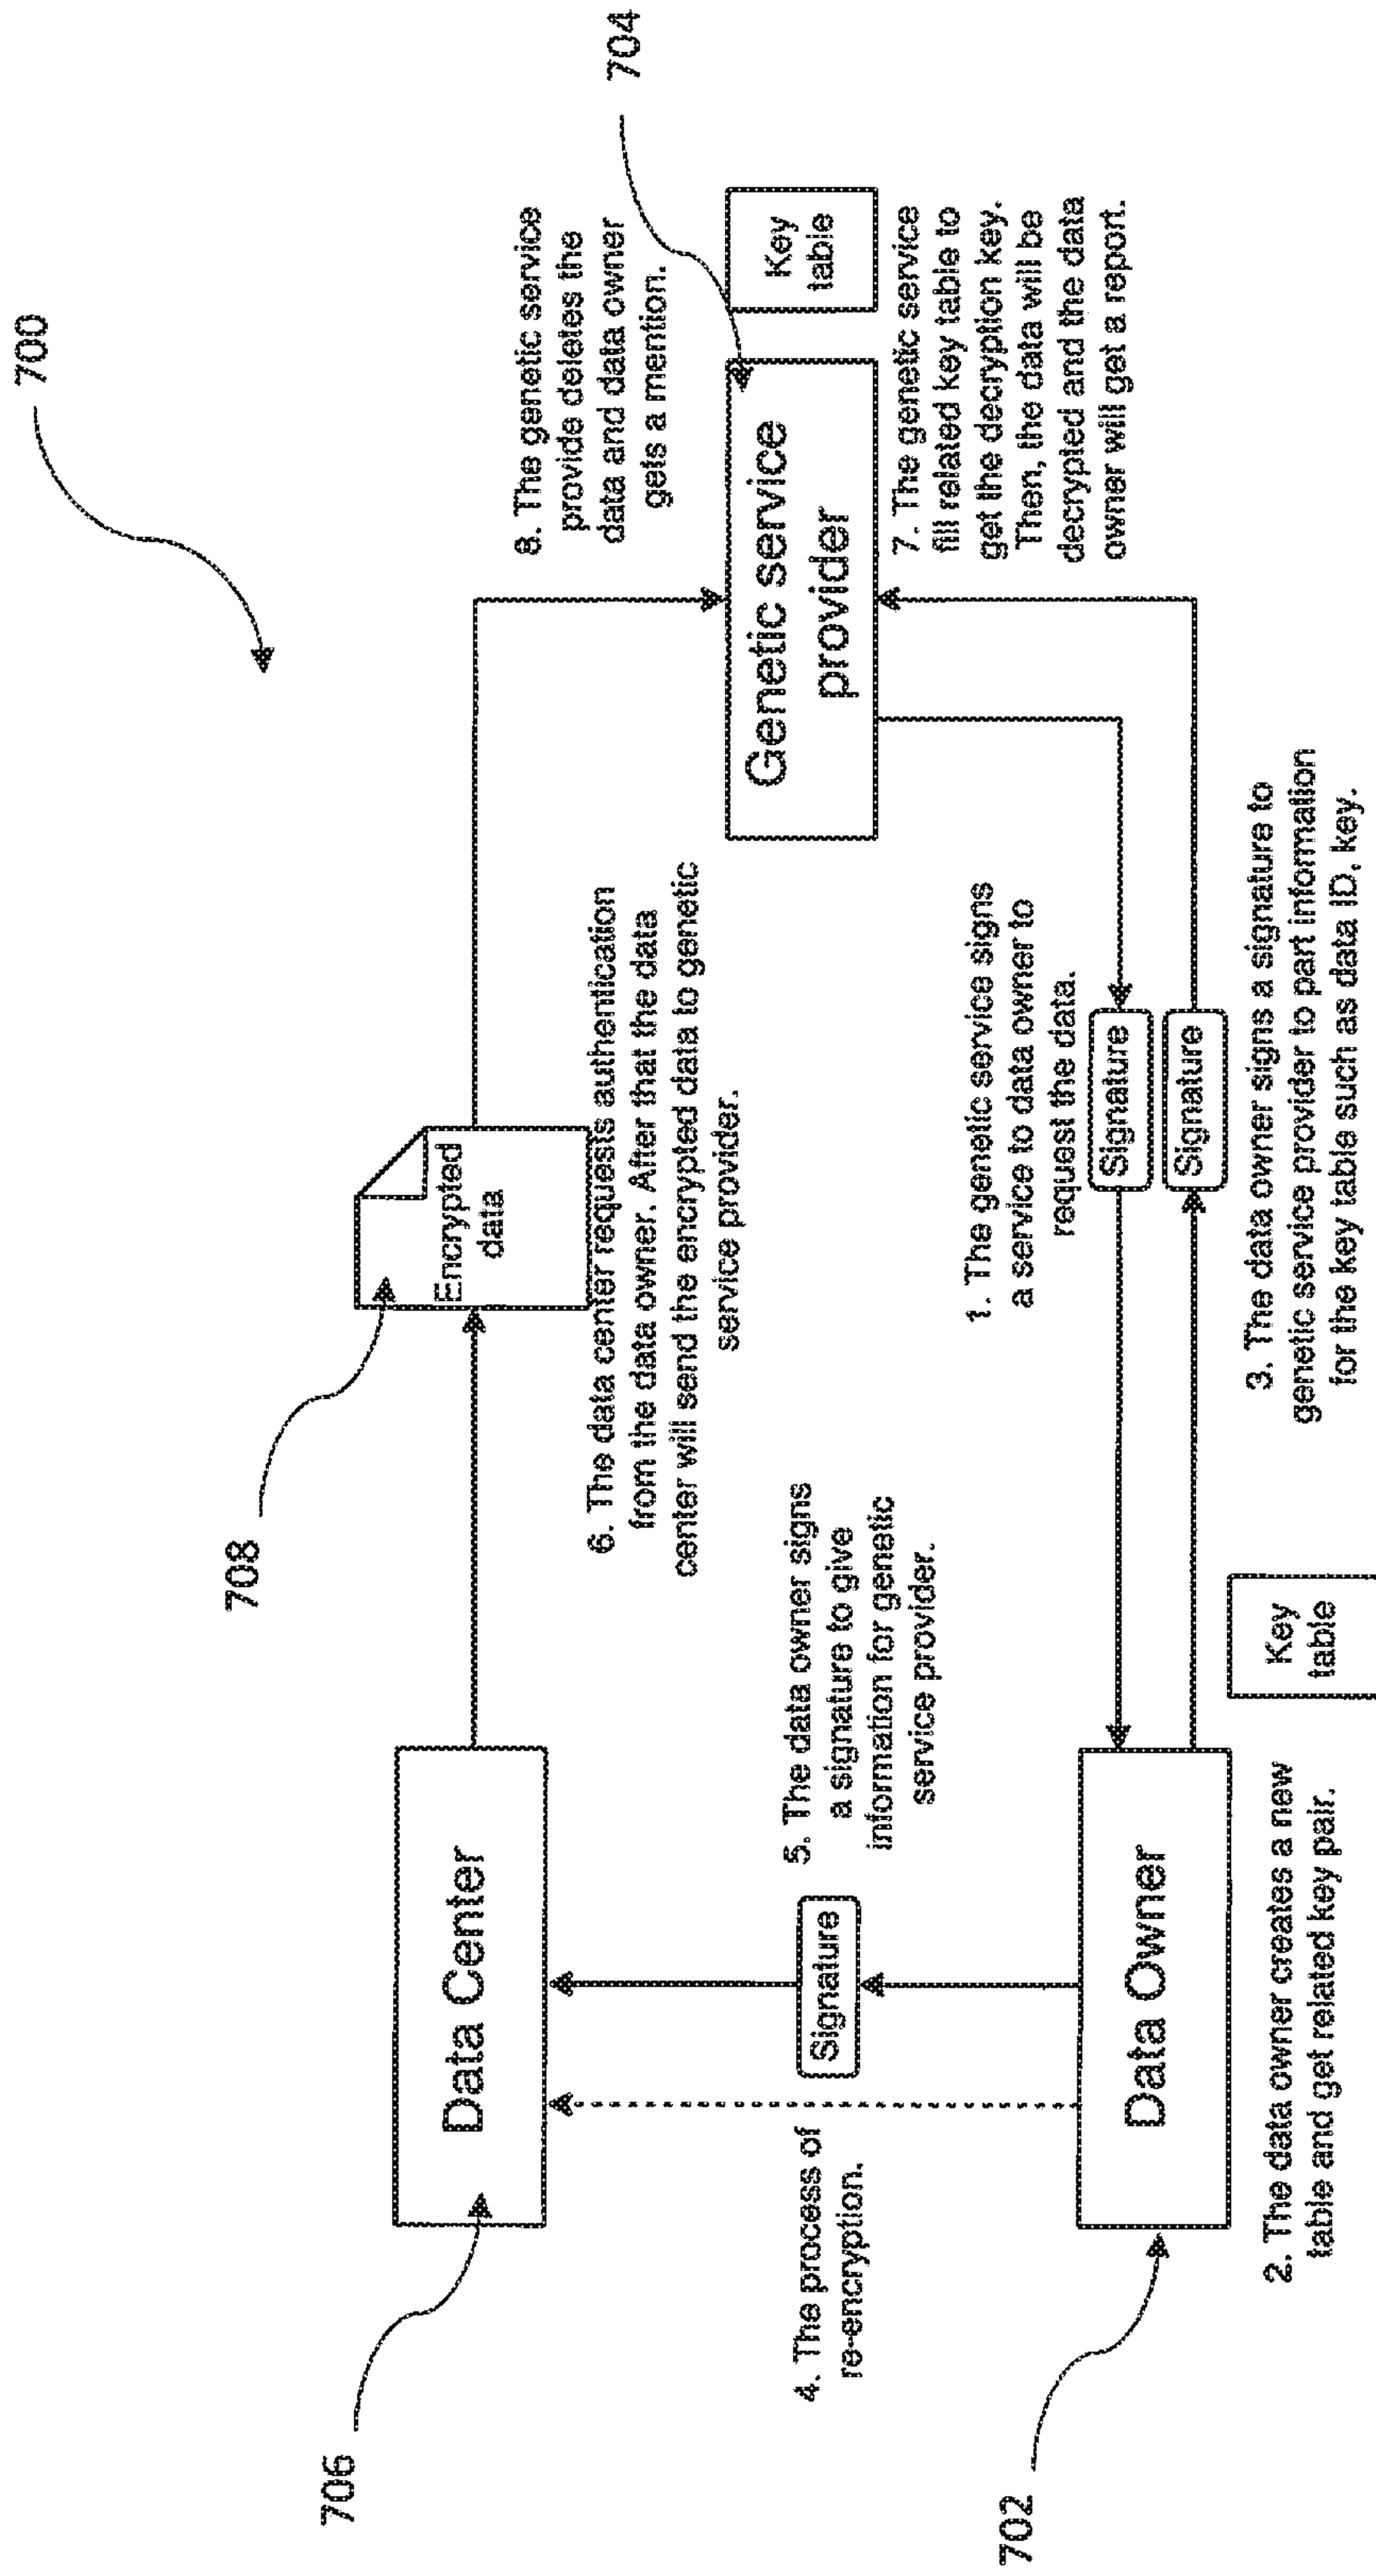 700
706
Data Center
708
Encrypted
data
8. The genetic service
provide deletes the
data and data owner
gets a mention.
704
6. The data center requests authentication
from the data owner. After that the data
center will send the encrypted data to genetic
service provider.
Genetic service
provider
Key
table
4. The process of
re-encryption.
Signature
5. The data owner signs
a signature to give
information for genetic
service provider.
7. The genetic service
fill related key table to
get the decryption key.
Then, the data will be
decrypted and the data
owner will get a report.
1. The genetic service signs
a service to data owner to
request the data.
Signature
Signature
702
Data Owner
2. The data owner creates a new
table and get related key pair.
Key
table
3. The data owner signs a signature to
genetic service provider to part information
for the key table such as data ID, key.